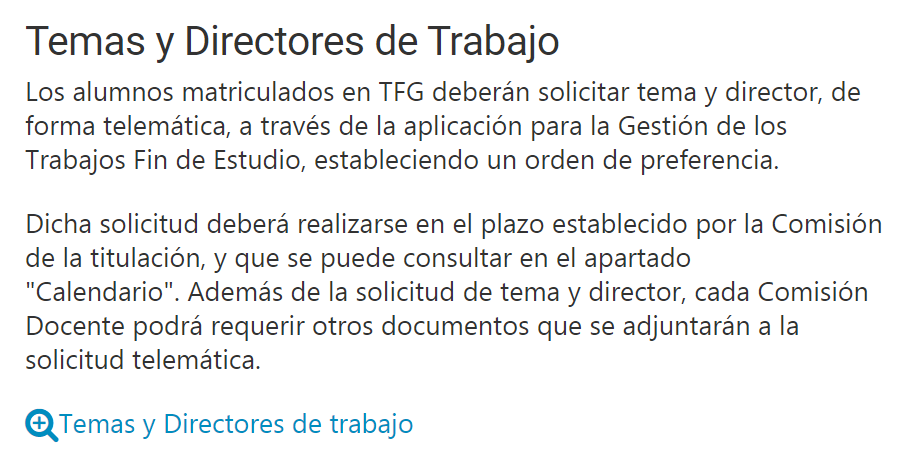 Temas y Directores de Trabajo
Los alumnos matriculados en TFG deberán solicitar tema y director, de
forma telemática, a través de la aplicación para la Gestión de los
Trabajos Fin de Estudio, estableciendo un orden de preferencia.
Dicha solicitud deberá realizarse en el plazo establecido por la Comisión
de la titulación, y que se puede consultar en el apartado
"Calendario". Además de la solicitud de tema y director, cada Comisión
Docente podrá requerir otros documentos que se adjuntarán a la
solicitud telemática.
Temas y Directores de trabajo